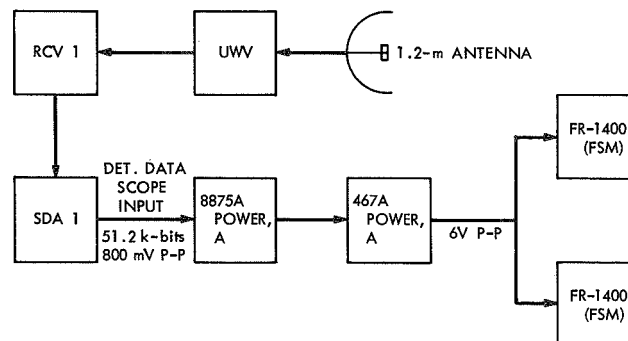 RCV 1
UWV
1.2-m ANTENNA
FR-1400
(FSM)
DET. DATA
SCOPE
INPUT
SDA 1
51.2 k-bits
800 mV P-P
8875A
POWER,
A
467A
POWER,
A
6V P-P
FR-1400
(FSM)